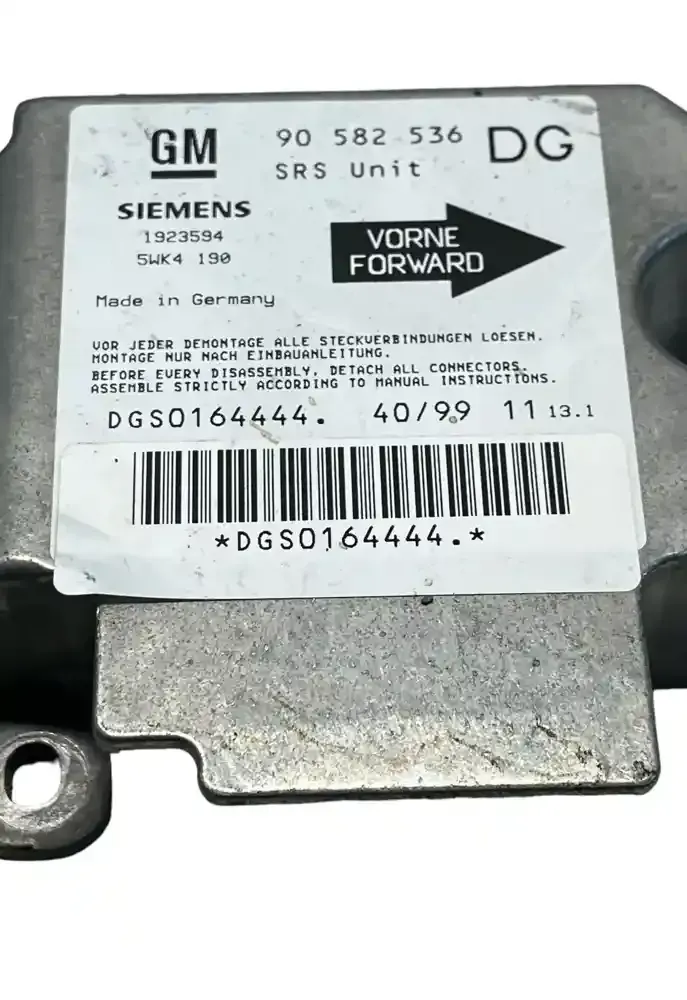 GM 90 582 536 DG
SRS Unit
SIEMENS
1923594
5WK4 190
VORNE
FORWARD
Made in Germany
VOR JEDER DEMONTAGE ALLE STECKVERBINDUNGEN LOESEN.
MONTAGE NUR NACH EINBAUANLEITUNG.
BEFORE EVERY DISASSEMBLY, DETACH ALL CONNECTORS.
ASSEMBLE STRICTLY ACCORDING TO MANUAL INSTRUCTIONS.
DGS0164444. 40/99 11 13.1
*DGS0164444.*